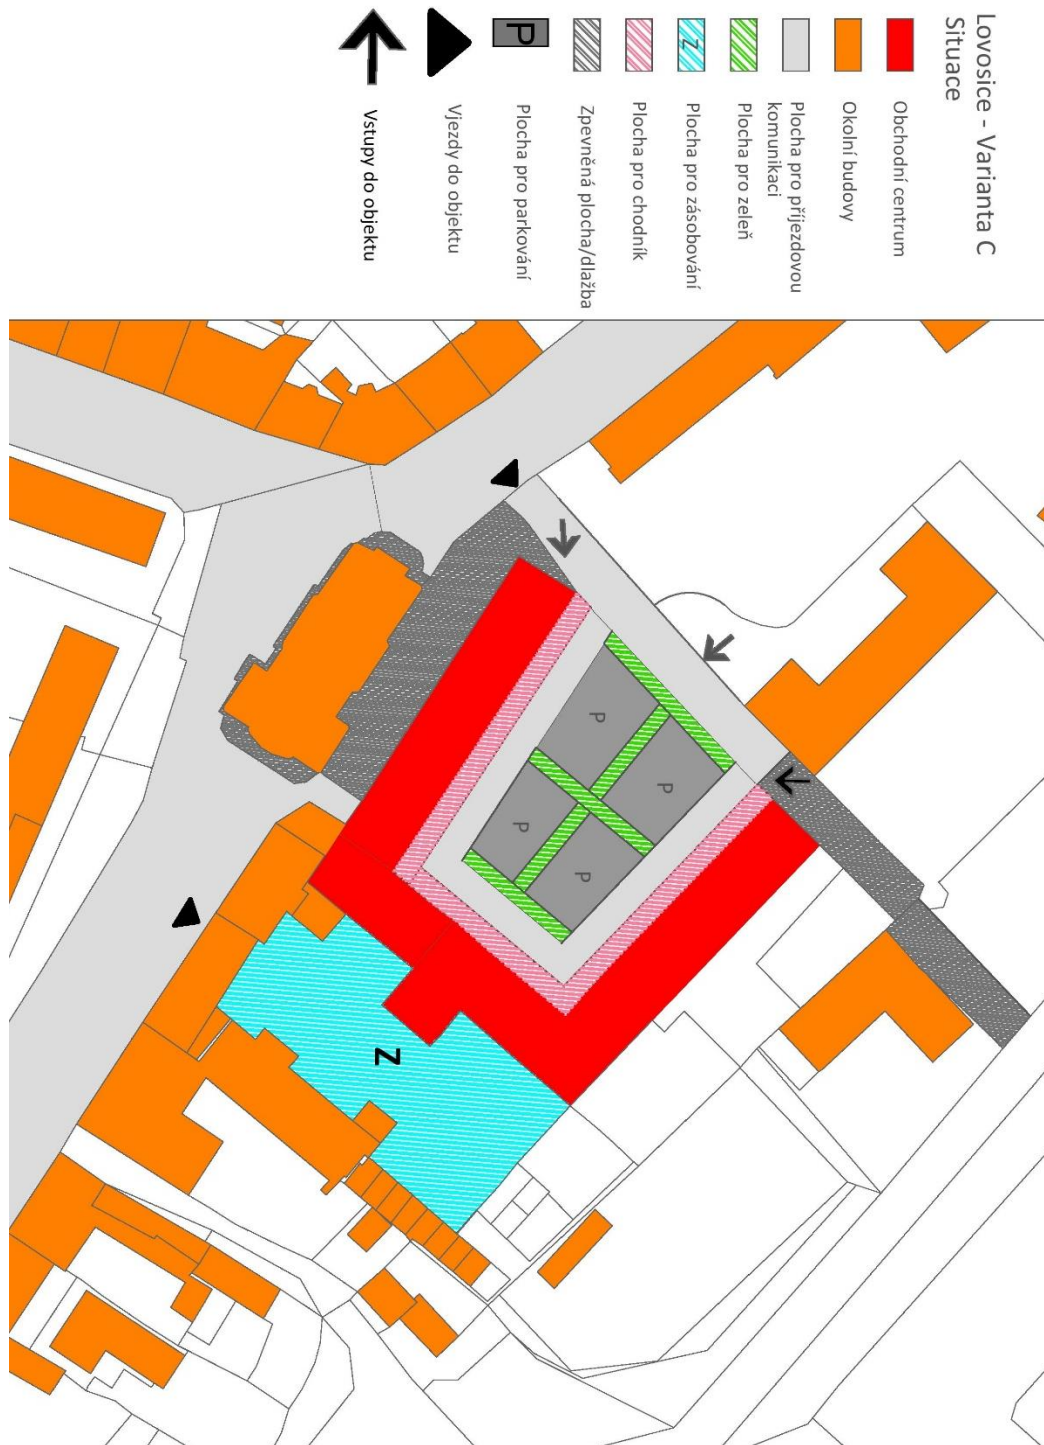 Lovosice - Varianta C
Situace
Obchodní centrum
Okolní budovy
Plocha pro příjezdovou
komunikaci
Plocha pro zeleň
Z
Plocha pro zásobování
Plocha pro chodník
Zpevněná plocha/dlažba
P
Plocha pro parkování
Vjezdy do objektu
Vstupy do objektu
P
P
P
P
Z